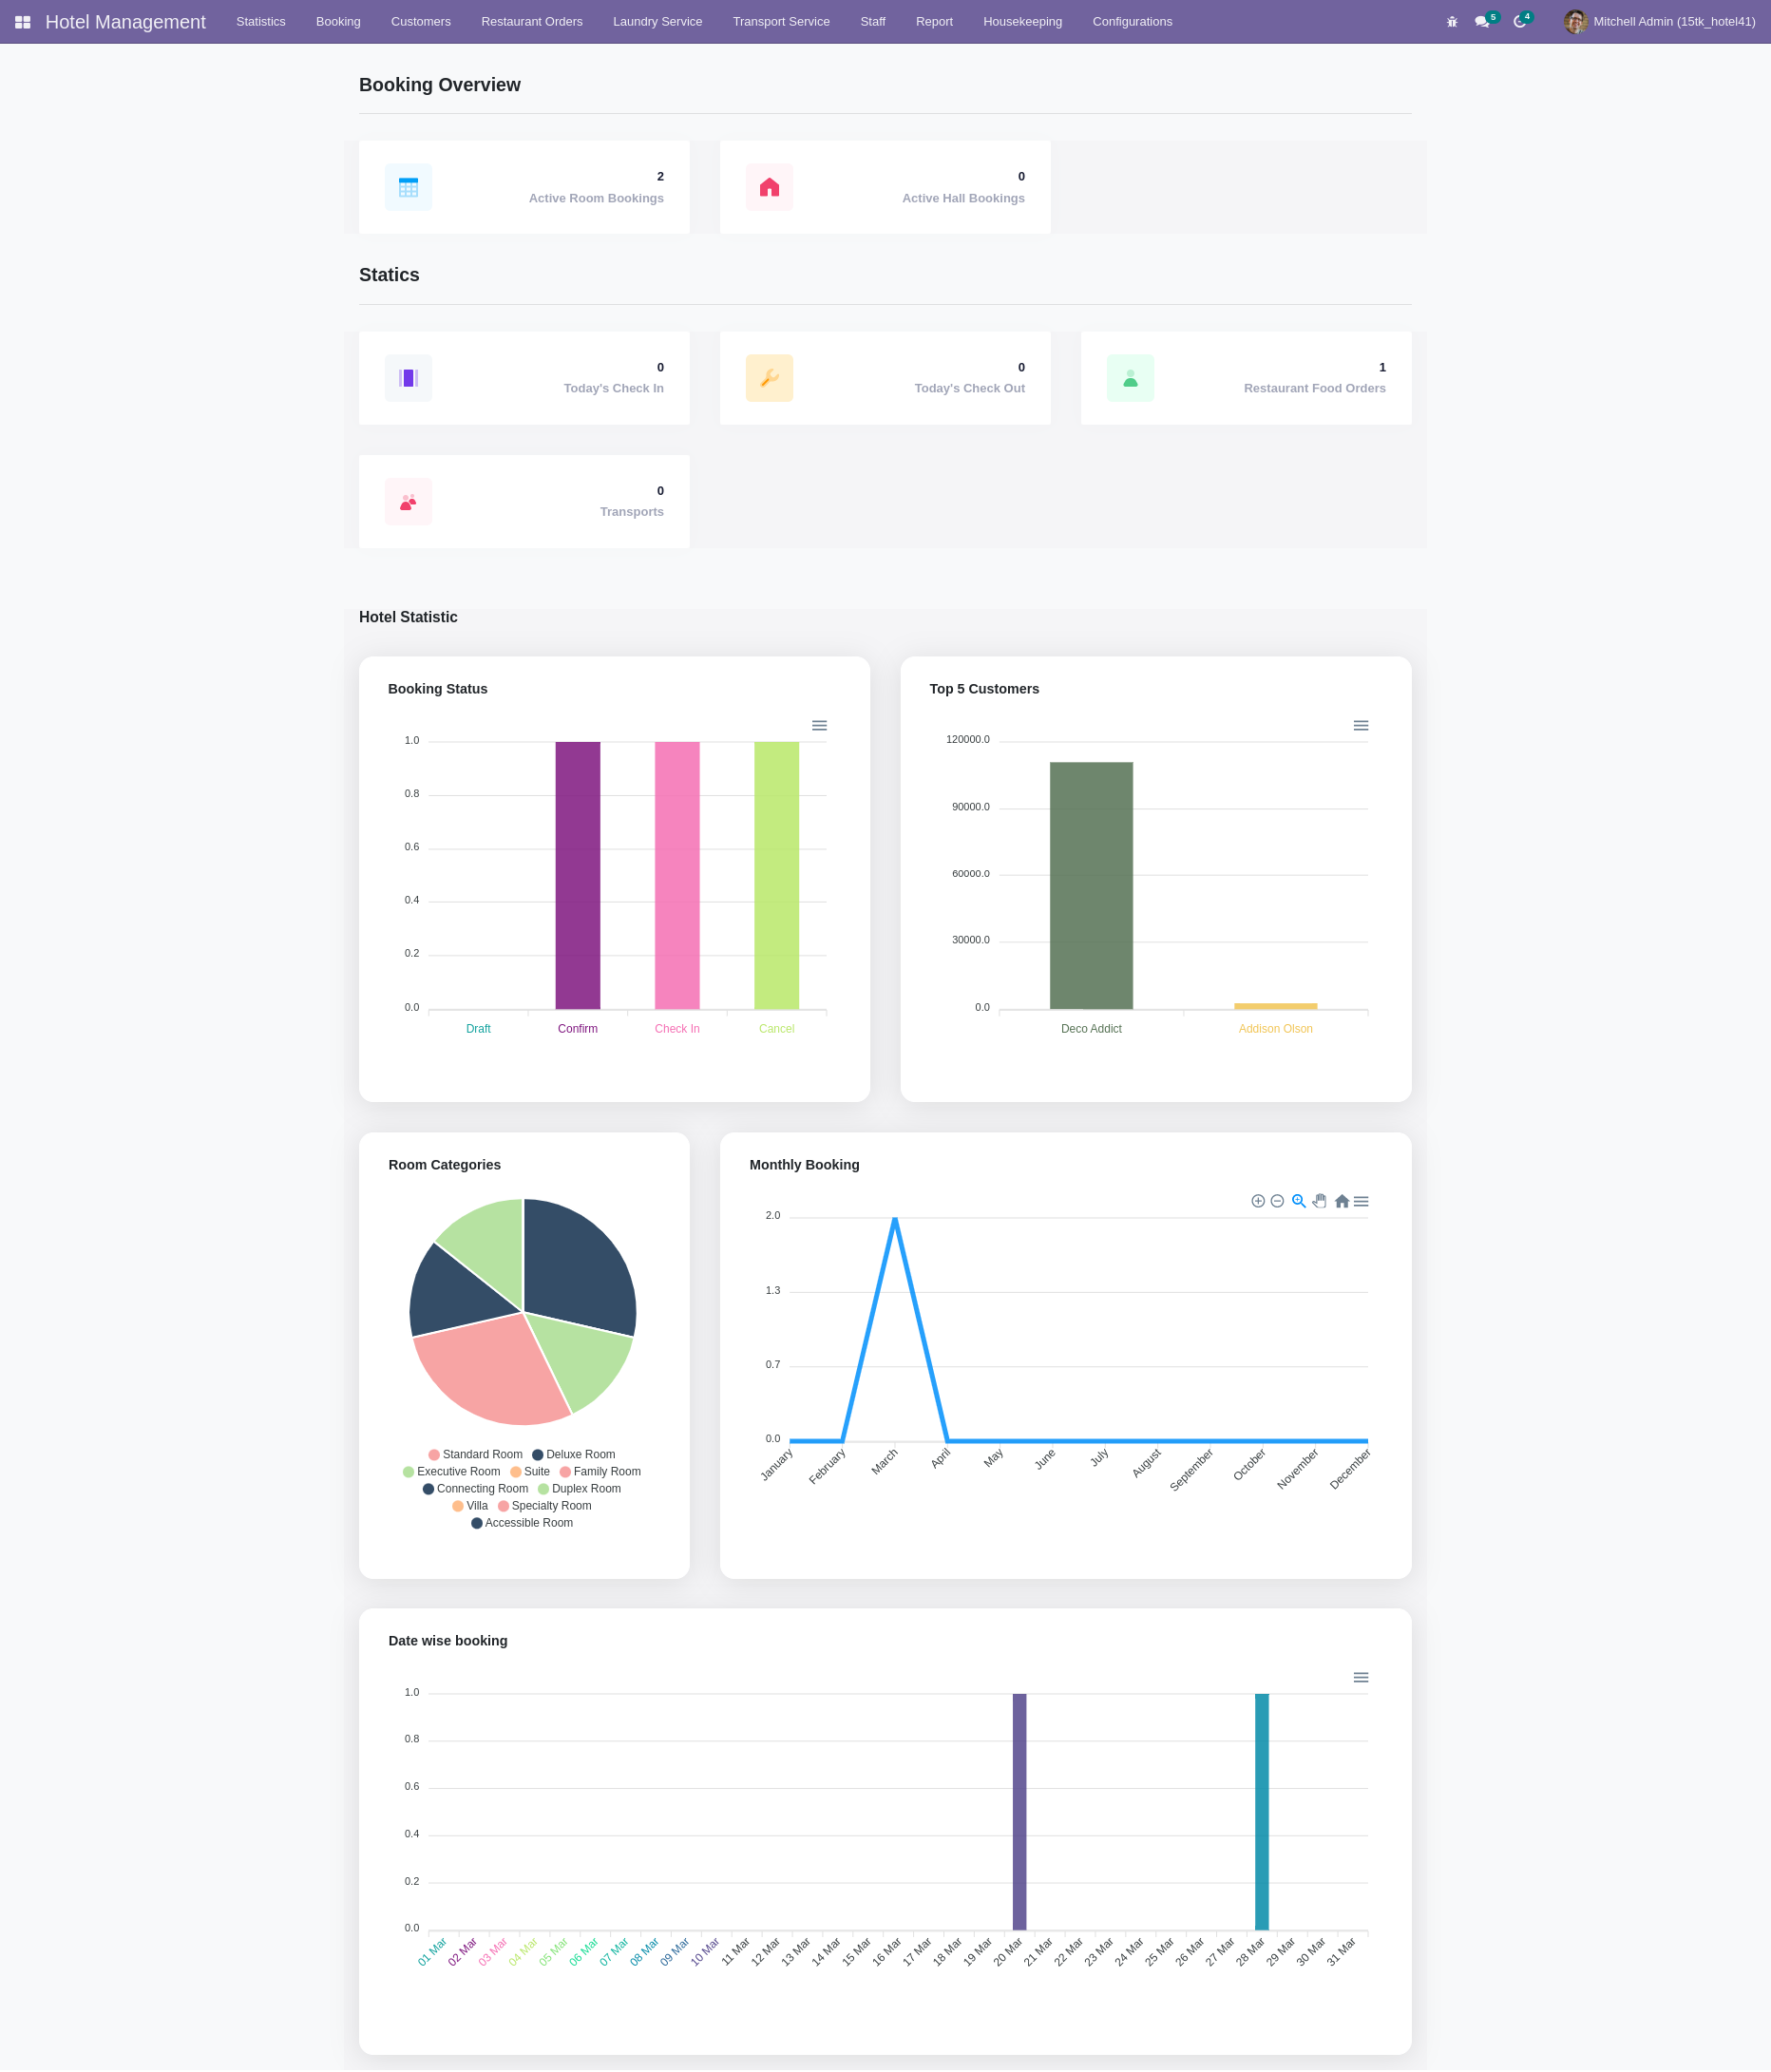 Hotel Management Statistics Booking Customers Restaurant Orders Laundry Service Transport Service Staff Report Housekeeping Configurations 5 4 Mitchell Admin (15tk_hotel41)
Booking Overview
2
Active Room Bookings
0
Active Hall Bookings
Statics
0
Today's Check In
0
Today's Check Out
1
Restaurant Food Orders
0
Transports
Hotel Statistic
Booking Status
1.0
0.8
0.6
0.4
0.2
0.0
Draft Confirm Check In Cancel
Top 5 Customers
120000.0
90000.0
60000.0
30000.0
0.0
Deco Addict Addison Olson
Room Categories
Standard Room Deluxe Room
Executive Room Suite Family Room
Connecting Room Duplex Room
Villa Specialty Room
Accessible Room
Monthly Booking
2.0
1.3
0.7
0.0
January February March April May June July August September October November December
Date wise booking
1.0
0.8
0.6
0.4
0.2
0.0
01 Mar 02 Mar 03 Mar 04 Mar 05 Mar 06 Mar 07 Mar 08 Mar 09 Mar 10 Mar 11 Mar 12 Mar 13 Mar 14 Mar 15 Mar 16 Mar 17 Mar 18 Mar 19 Mar 20 Mar 21 Mar 22 Mar 23 Mar 24 Mar 25 Mar 26 Mar 27 Mar 28 Mar 29 Mar 30 Mar 31 Mar